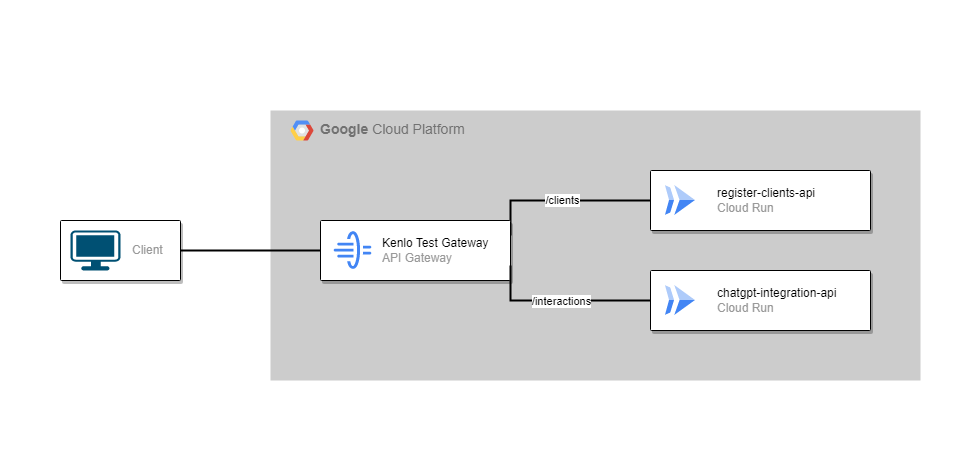 Google Cloud Platform
Client
Kenlo Test Gateway
API Gateway
/clients
/interactions
register-clients-api
Cloud Run
chatgpt-integration-api
Cloud Run